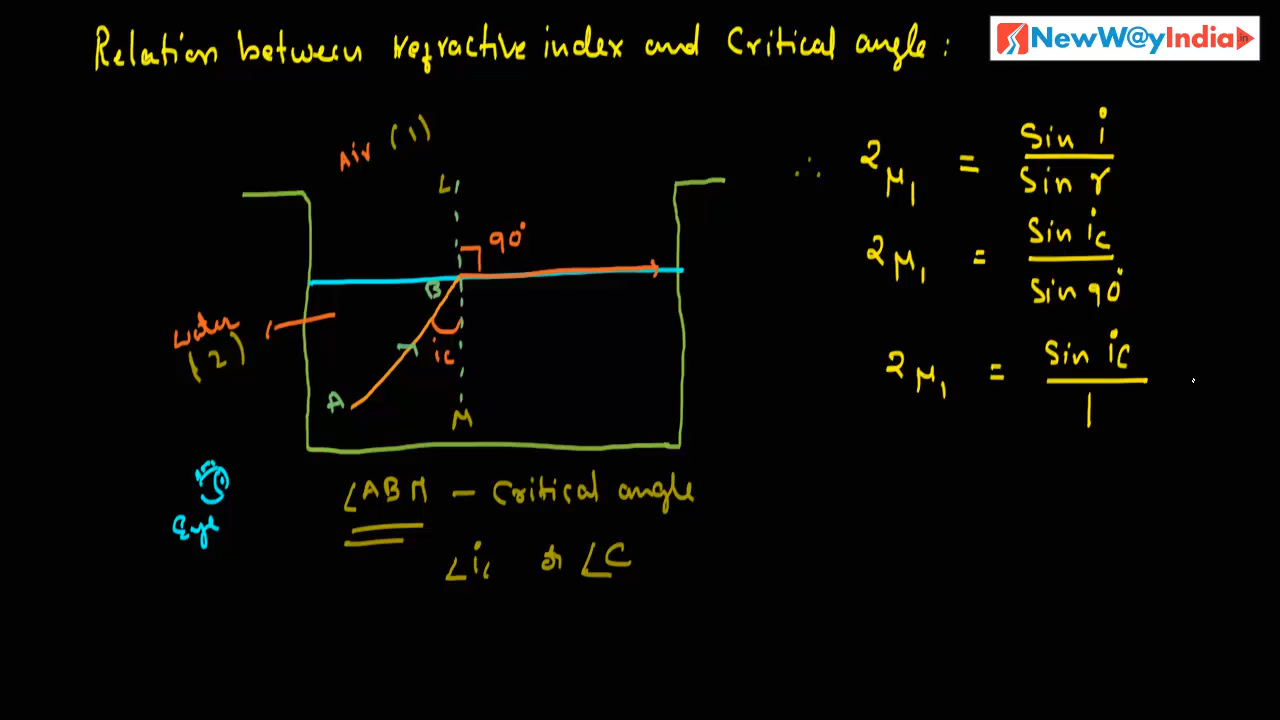 Relation between refractive index and Critical angle :
NewW@yIndia.in
Air (1)
L
90°
B
Water
(2)
ic
A
M
Eye
∠ABM – Critical angle
∠ic or ∠C
∴ 2μ1 = Sin i / Sin r
2μ1 = Sin ic / Sin 90°
2μ1 = Sin ic / 1